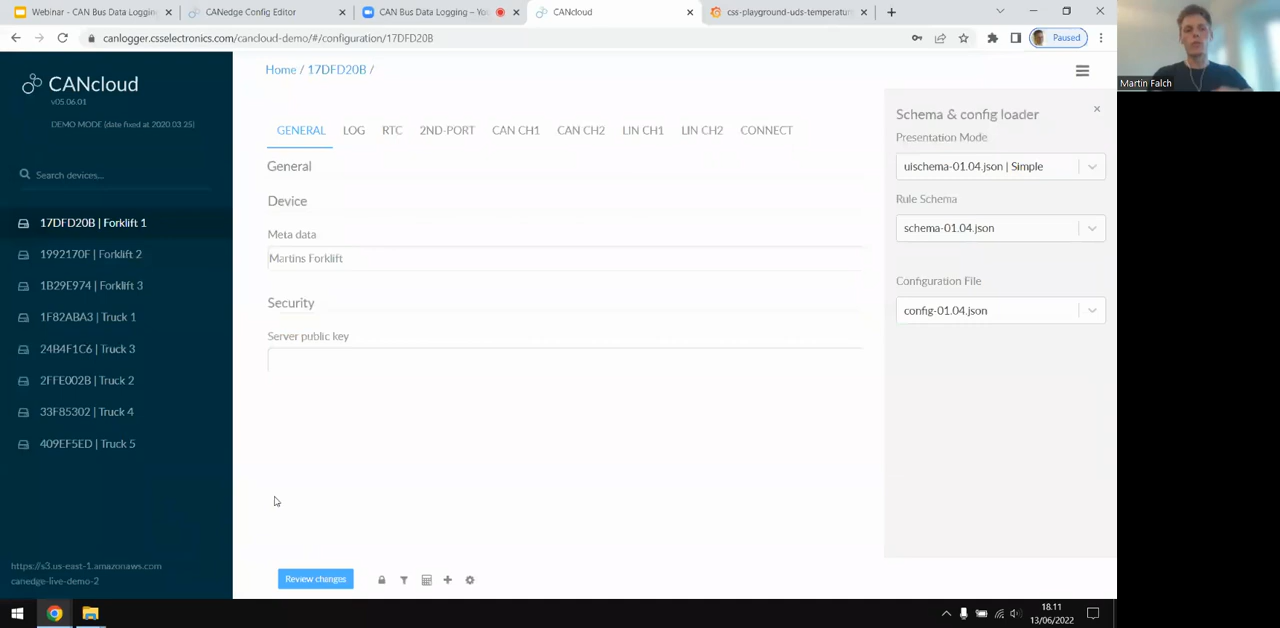 Webinar - CAN Bus Data Logging
CANedge Config Editor
CAN Bus Data Logging – You
CANcloud
css-playground-uds-temperatur
canlogger.csselectronics.com/cancloud-demo/#/configuration/17DFD20B
Paused
Martin Falch
CANcloud
v05.06.01
DEMO MODE (date fixed at 2020.03.25)
Search devices...
17DFD20B | Forklift 1
1992170F | Forklift 2
1B29E974 | Forklift 3
1F82ABA3 | Truck 1
24B4F1C6 | Truck 3
2FFE002B | Truck 2
33F85302 | Truck 4
409EF5ED | Truck 5
https://s3.us-east-1.amazonaws.com
canedge-live-demo-2
Home / 17DFD20B /
GENERAL LOG RTC 2ND-PORT CAN CH1 CAN CH2 LIN CH1 LIN CH2 CONNECT
General
Device
Meta data
Martins Forklift
Security
Server public key
Review changes
Schema & config loader
Presentation Mode
uischema-01.04.json | Simple
Rule Schema
schema-01.04.json
Configuration File
config-01.04.json
18.11
13/06/2022